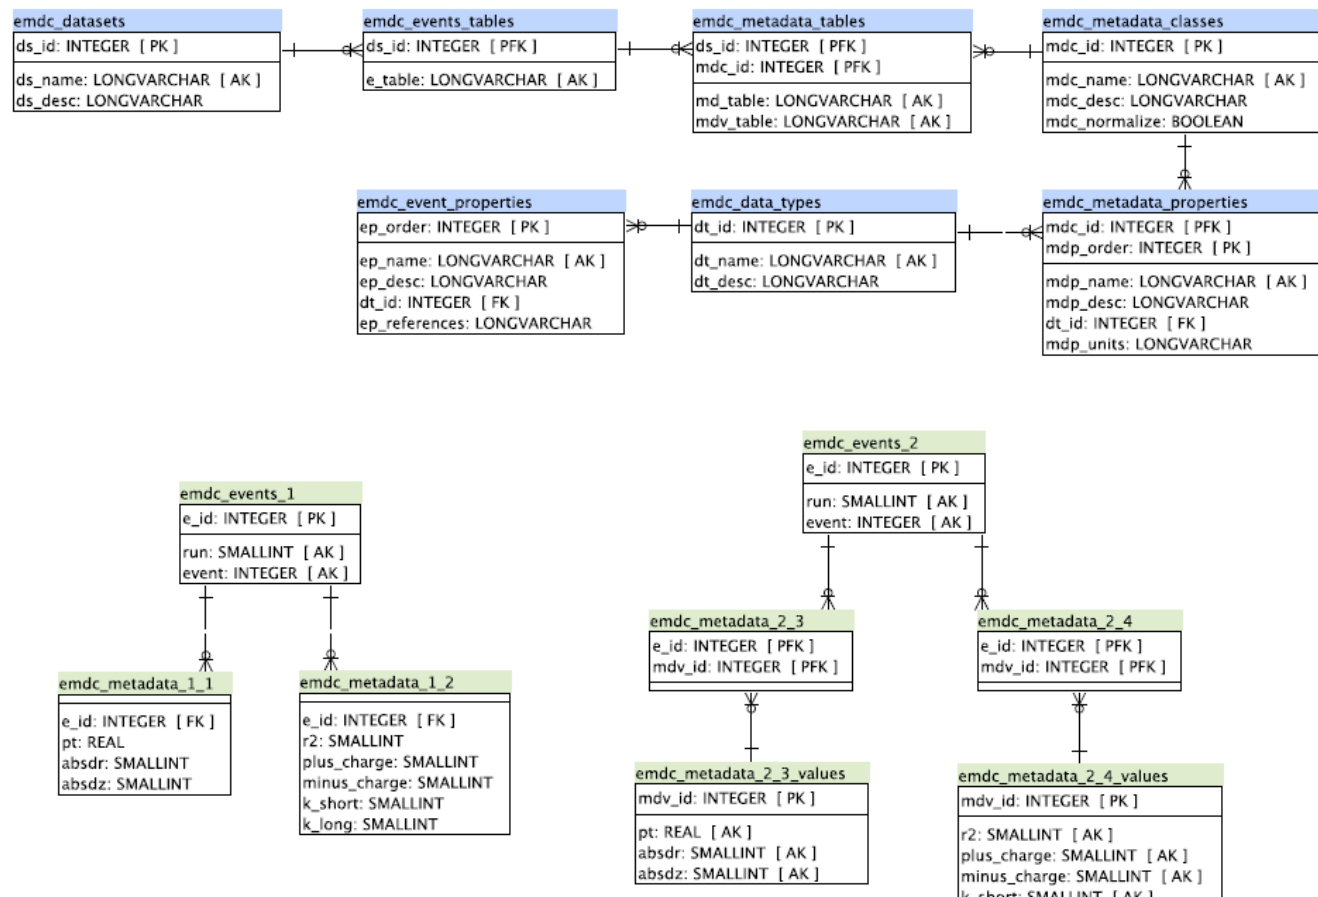 emdc_datasets
ds_id: INTEGER [ PK ]
ds_name: LONGVARCHAR [ AK ]
ds_desc: LONGVARCHAR
emdc_events_tables
ds_id: INTEGER [ PFK ]
e_table: LONGVARCHAR [ AK ]
emdc_metadata_tables
ds_id: INTEGER [ PFK ]
mdc_id: INTEGER [ PFK ]
md_table: LONGVARCHAR [ AK ]
mdv_table: LONGVARCHAR [ AK ]
emdc_metadata_classes
mdc_id: INTEGER [ PK ]
mdc_name: LONGVARCHAR [ AK ]
mdc_desc: LONGVARCHAR
mdc_normalize: BOOLEAN
emdc_event_properties
ep_order: INTEGER [ PK ]
ep_name: LONGVARCHAR [ AK ]
ep_desc: LONGVARCHAR
dt_id: INTEGER [ FK ]
ep_references: LONGVARCHAR
emdc_data_types
dt_id: INTEGER [ PK ]
dt_name: LONGVARCHAR [ AK ]
dt_desc: LONGVARCHAR
emdc_metadata_properties
mdc_id: INTEGER [ PFK ]
mdp_order: INTEGER [ PK ]
mdp_name: LONGVARCHAR [ AK ]
mdp_desc: LONGVARCHAR
dt_id: INTEGER [ FK ]
mdp_units: LONGVARCHAR
emdc_events_1
e_id: INTEGER [ PK ]
run: SMALLINT [ AK ]
event: INTEGER [ AK ]
emdc_metadata_1_1
e_id: INTEGER [ FK ]
pt: REAL
absdr: SMALLINT
absdz: SMALLINT
emdc_metadata_1_2
e_id: INTEGER [ FK ]
r2: SMALLINT
plus_charge: SMALLINT
minus_charge: SMALLINT
k_short: SMALLINT
k_long: SMALLINT
emdc_events_2
e_id: INTEGER [ PK ]
run: SMALLINT [ AK ]
event: INTEGER [ AK ]
emdc_metadata_2_3
e_id: INTEGER [ PFK ]
mdv_id: INTEGER [ PFK ]
emdc_metadata_2_4
e_id: INTEGER [ PFK ]
mdv_id: INTEGER [ PFK ]
emdc_metadata_2_3_values
mdv_id: INTEGER [ PK ]
pt: REAL [ AK ]
absdr: SMALLINT [ AK ]
absdz: SMALLINT [ AK ]
emdc_metadata_2_4_values
mdv_id: INTEGER [ PK ]
r2: SMALLINT [ AK ]
plus_charge: SMALLINT [ AK ]
minus_charge: SMALLINT [ AK ]
k_short: SMALLINT [ AK ]